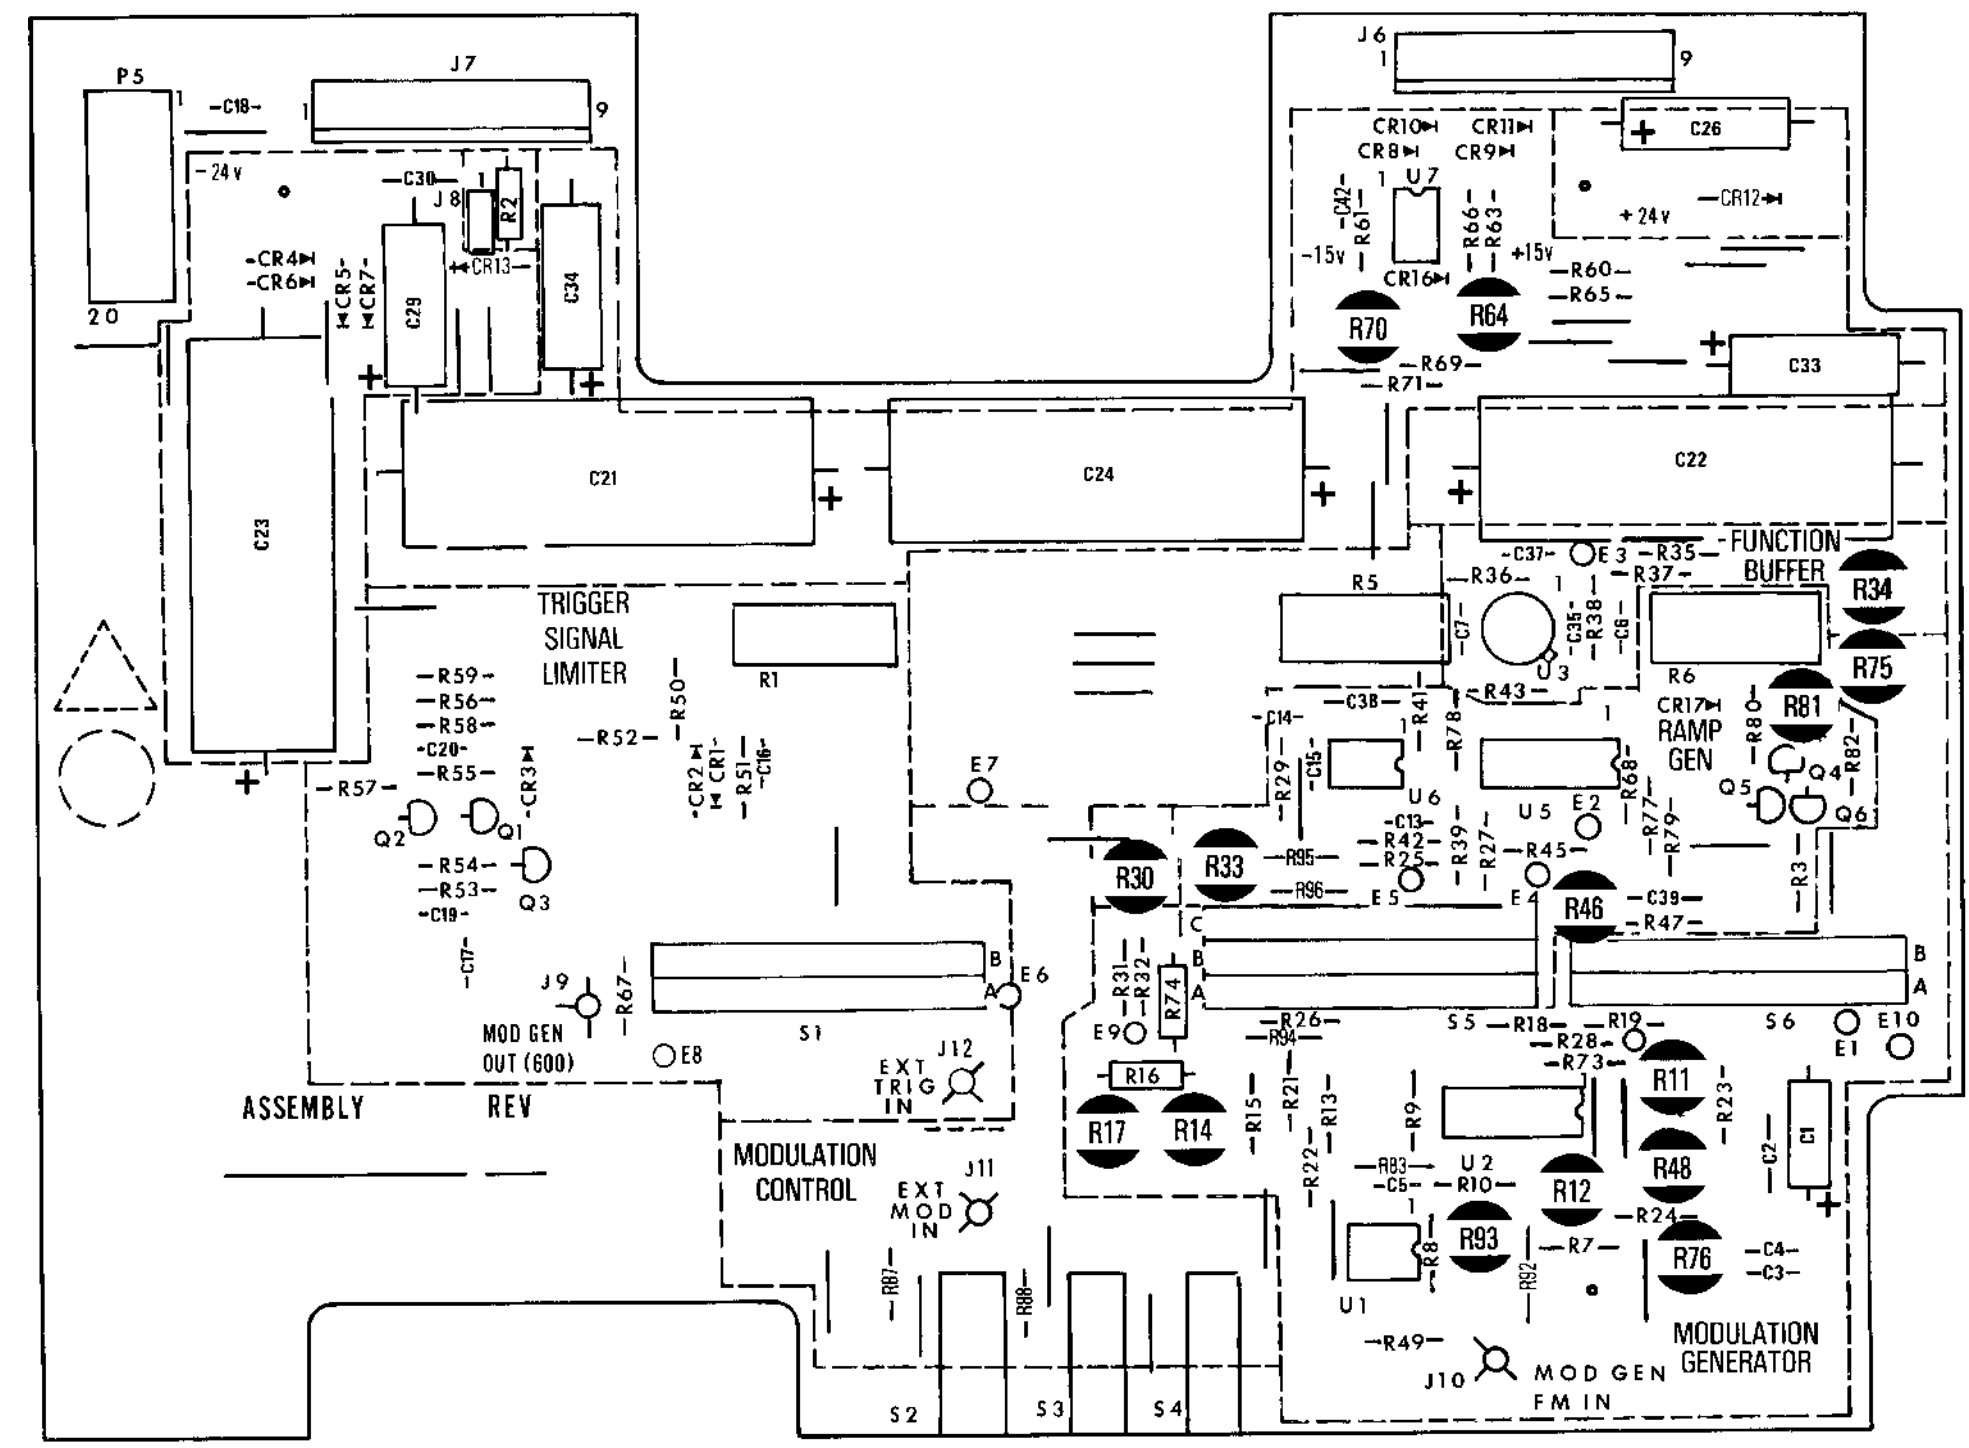 P5
1
-C18-
J7
1
9
J6
1
9
CR10
CR11
+
C26
CR8
CR9
-24v
C30
1
J8
R2
1
U7
C42
R61
R66
R63
CR12
+24v
-15v
+15v
CR4
CR6
CR5
CR7
CR13
C29
C34
CR16
R60
R65
20
R70
R64
+
C33
+
+
R69
R71
C23
C21
+
C24
+
+
C22
FUNCTION
BUFFER
C37
E3
R35
R36
1
1
R37
R34
TRIGGER
SIGNAL
LIMITER
R5
C7
C35
R38
C6
R1
U3
R6
R75
R59
R56
R58
C20
R55
R57
R50
R52
C38
R41
R43
CR17
RAMP
GEN
R80
R81
R82
C14
R78
1
1
CR3
CR2
CR1
R51
C16
E7
R29
C15
U6
U5
R68
E2
R77
R79
Q5
Q4
Q6
+
Q2
Q1
C13
R42
R25
R39
R27
R45
R54
R53
C19
Q3
R30
R33
R95
R96
E5
E4
R46
C39
R47
R3
C17
C
B
A
B
A
E6
R31
R32
R74
B
A
J9
R67
MOD GEN
OUT (600)
E8
S1
E9
R26
R94
S5
R18
R19
R28
R73
S6
E1
E10
J12
EXT
TRIG
IN
R16
1
R11
R23
ASSEMBLY
REV
R17
R14
R15
R21
R13
R9
C2
C1
MODULATION
CONTROL
R22
R83
C5
U2
R10
R12
R48
J11
EXT
MOD
IN
1
+
R24
R93
R8
R7
R76
C4
C3
R87
R88
U1
R92
R49
MODULATION
GENERATOR
J10
MOD GEN
FM IN
S2
S3
S4